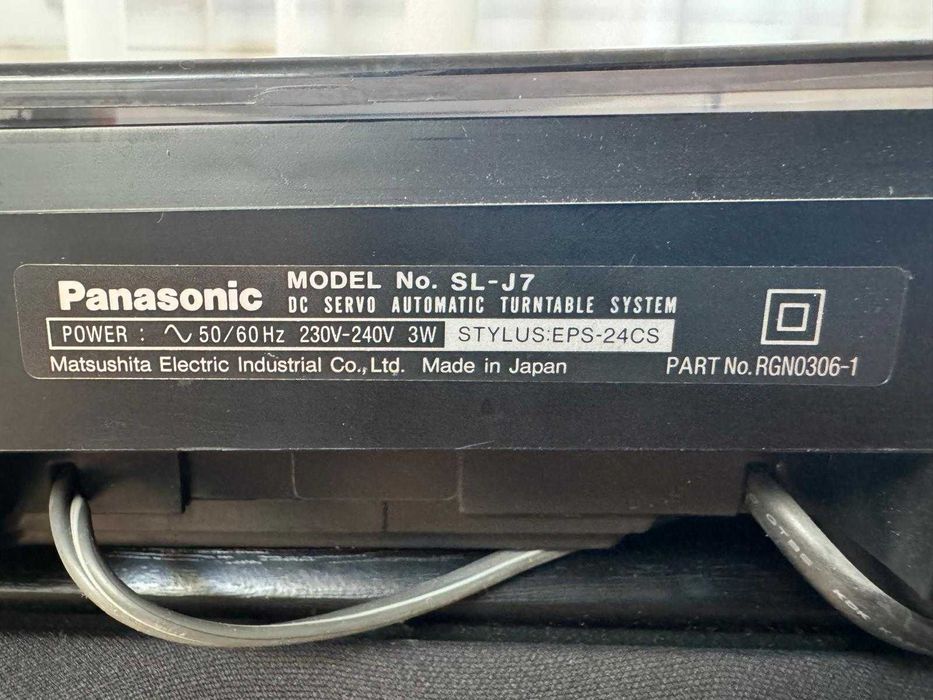 Panasonic MODEL No. SL-J7
DC SERVO AUTOMATIC TURNTABLE SYSTEM
POWER : ∿ 50/60Hz 230V-240V 3W STYLUS:EPS-24CS
Matsushita Electric Industrial Co.,Ltd. Made in Japan PART No. RGN0306-1
KDK